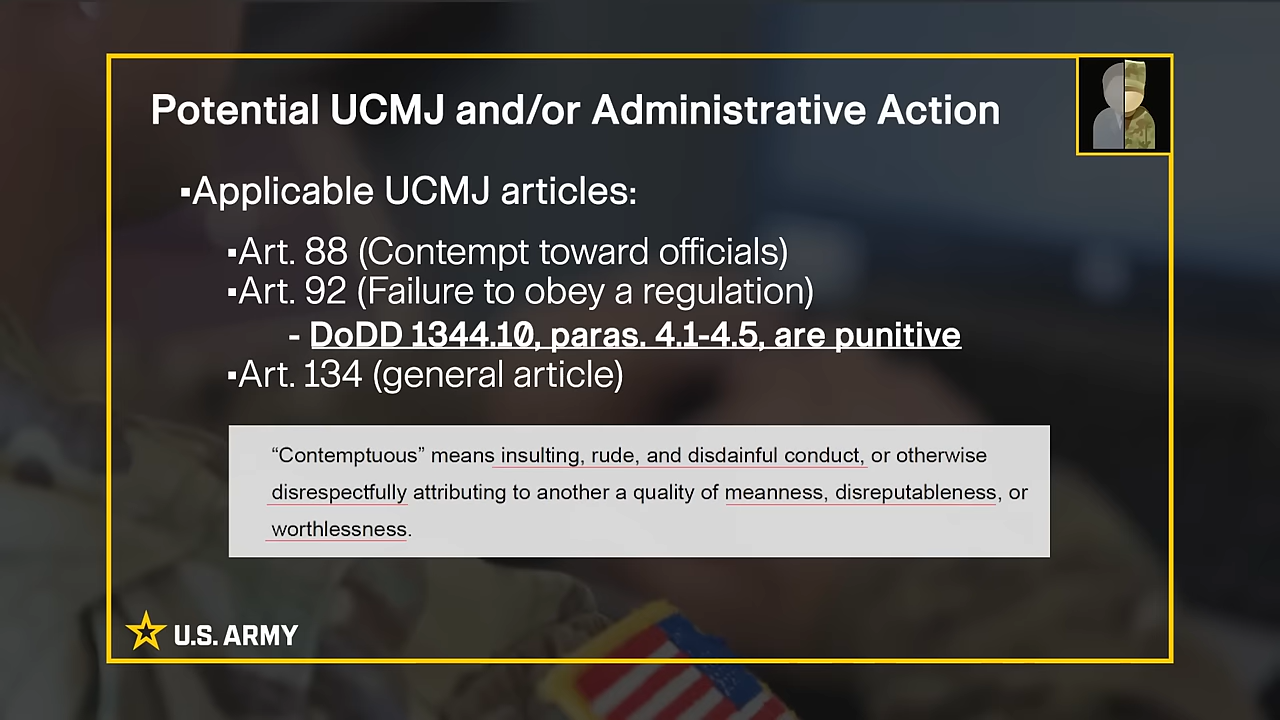 Potential UCMJ and/or Administrative Action
▪Applicable UCMJ articles:
▪Art. 88 (Contempt toward officials)
▪Art. 92 (Failure to obey a regulation)
- DoDD 1344.10, paras. 4.1-4.5, are punitive
▪Art. 134 (general article)
“Contemptuous” means insulting, rude, and disdainful conduct, or otherwise
disrespectfully attributing to another a quality of meanness, disreputableness, or
worthlessness.
U.S. ARMY